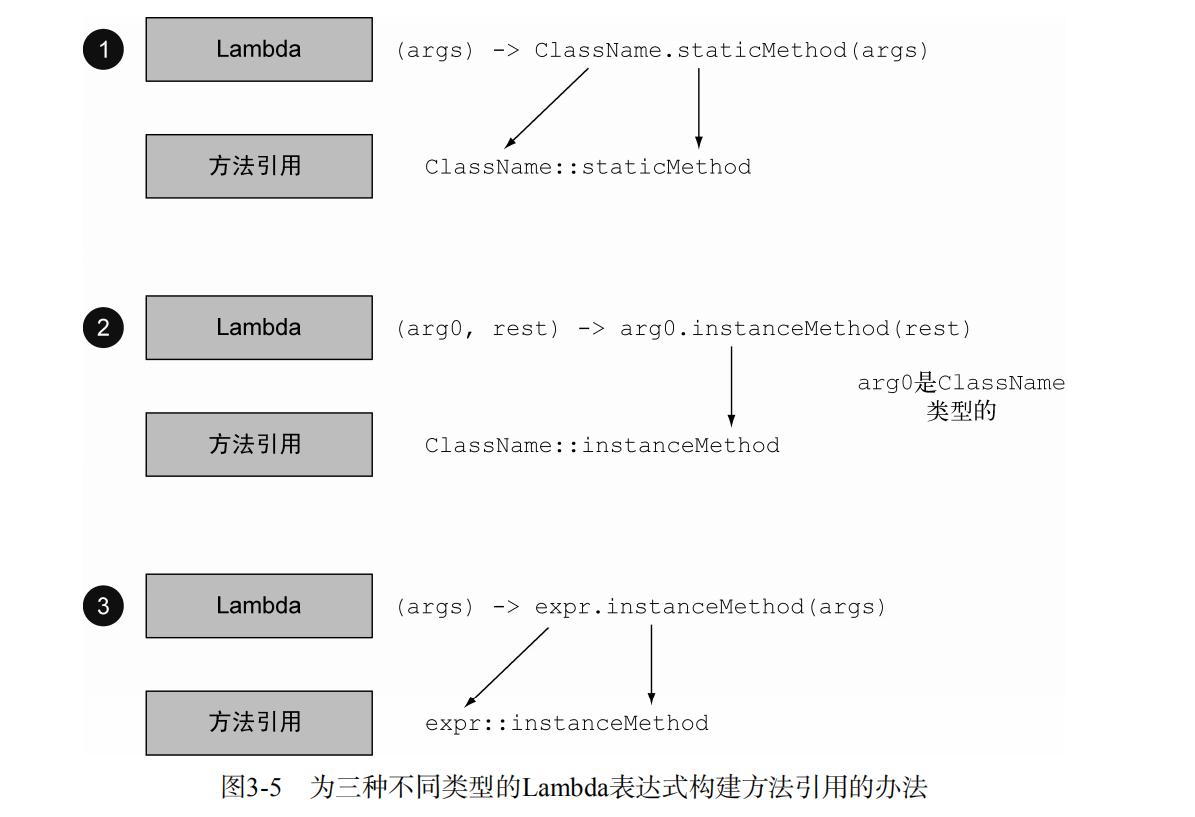 1 Lambda (args) -> ClassName.staticMethod(args)
方法引用 ClassName::staticMethod
2 Lambda (arg0, rest) -> arg0.instanceMethod(rest)
arg0是ClassName
类型的
方法引用 ClassName::instanceMethod
3 Lambda (args) -> expr.instanceMethod(args)
方法引用 expr::instanceMethod
图3-5 为三种不同类型的Lambda表达式构建方法引用的办法